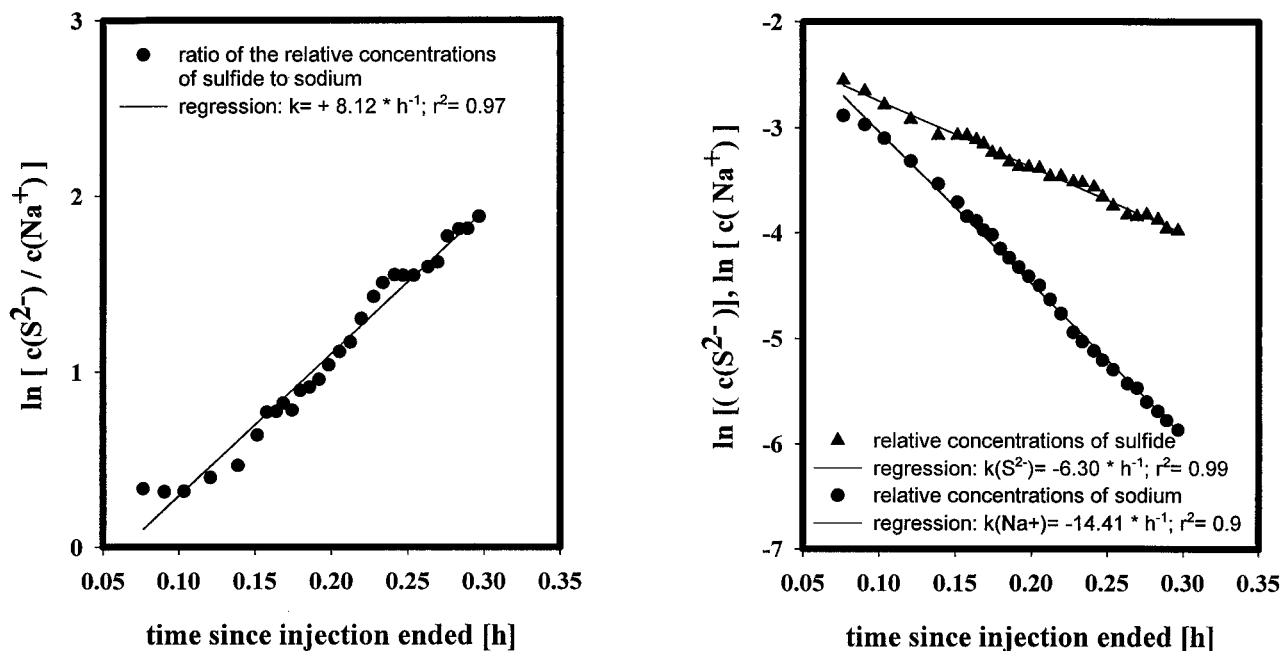 3
2
1
0
ln [ c(S²⁻) / c(Na⁺) ]
ratio of the relative concentrations
of sulfide to sodium
regression: k= + 8.12 * h⁻¹; r²= 0.97
0.05 0.10 0.15 0.20 0.25 0.30 0.35
time since injection ended [h]
-2
-3
-4
-5
-6
-7
ln [( c(S²⁻ )], ln [ c( Na⁺) ]
relative concentrations of sulfide
regression: k(S²⁻)= -6.30 * h⁻¹; r²= 0.99
relative concentrations of sodium
regression: k(Na+)= -14.41 * h⁻¹; r²= 0.9
0.05 0.10 0.15 0.20 0.25 0.30 0.35
time since injection ended [h]